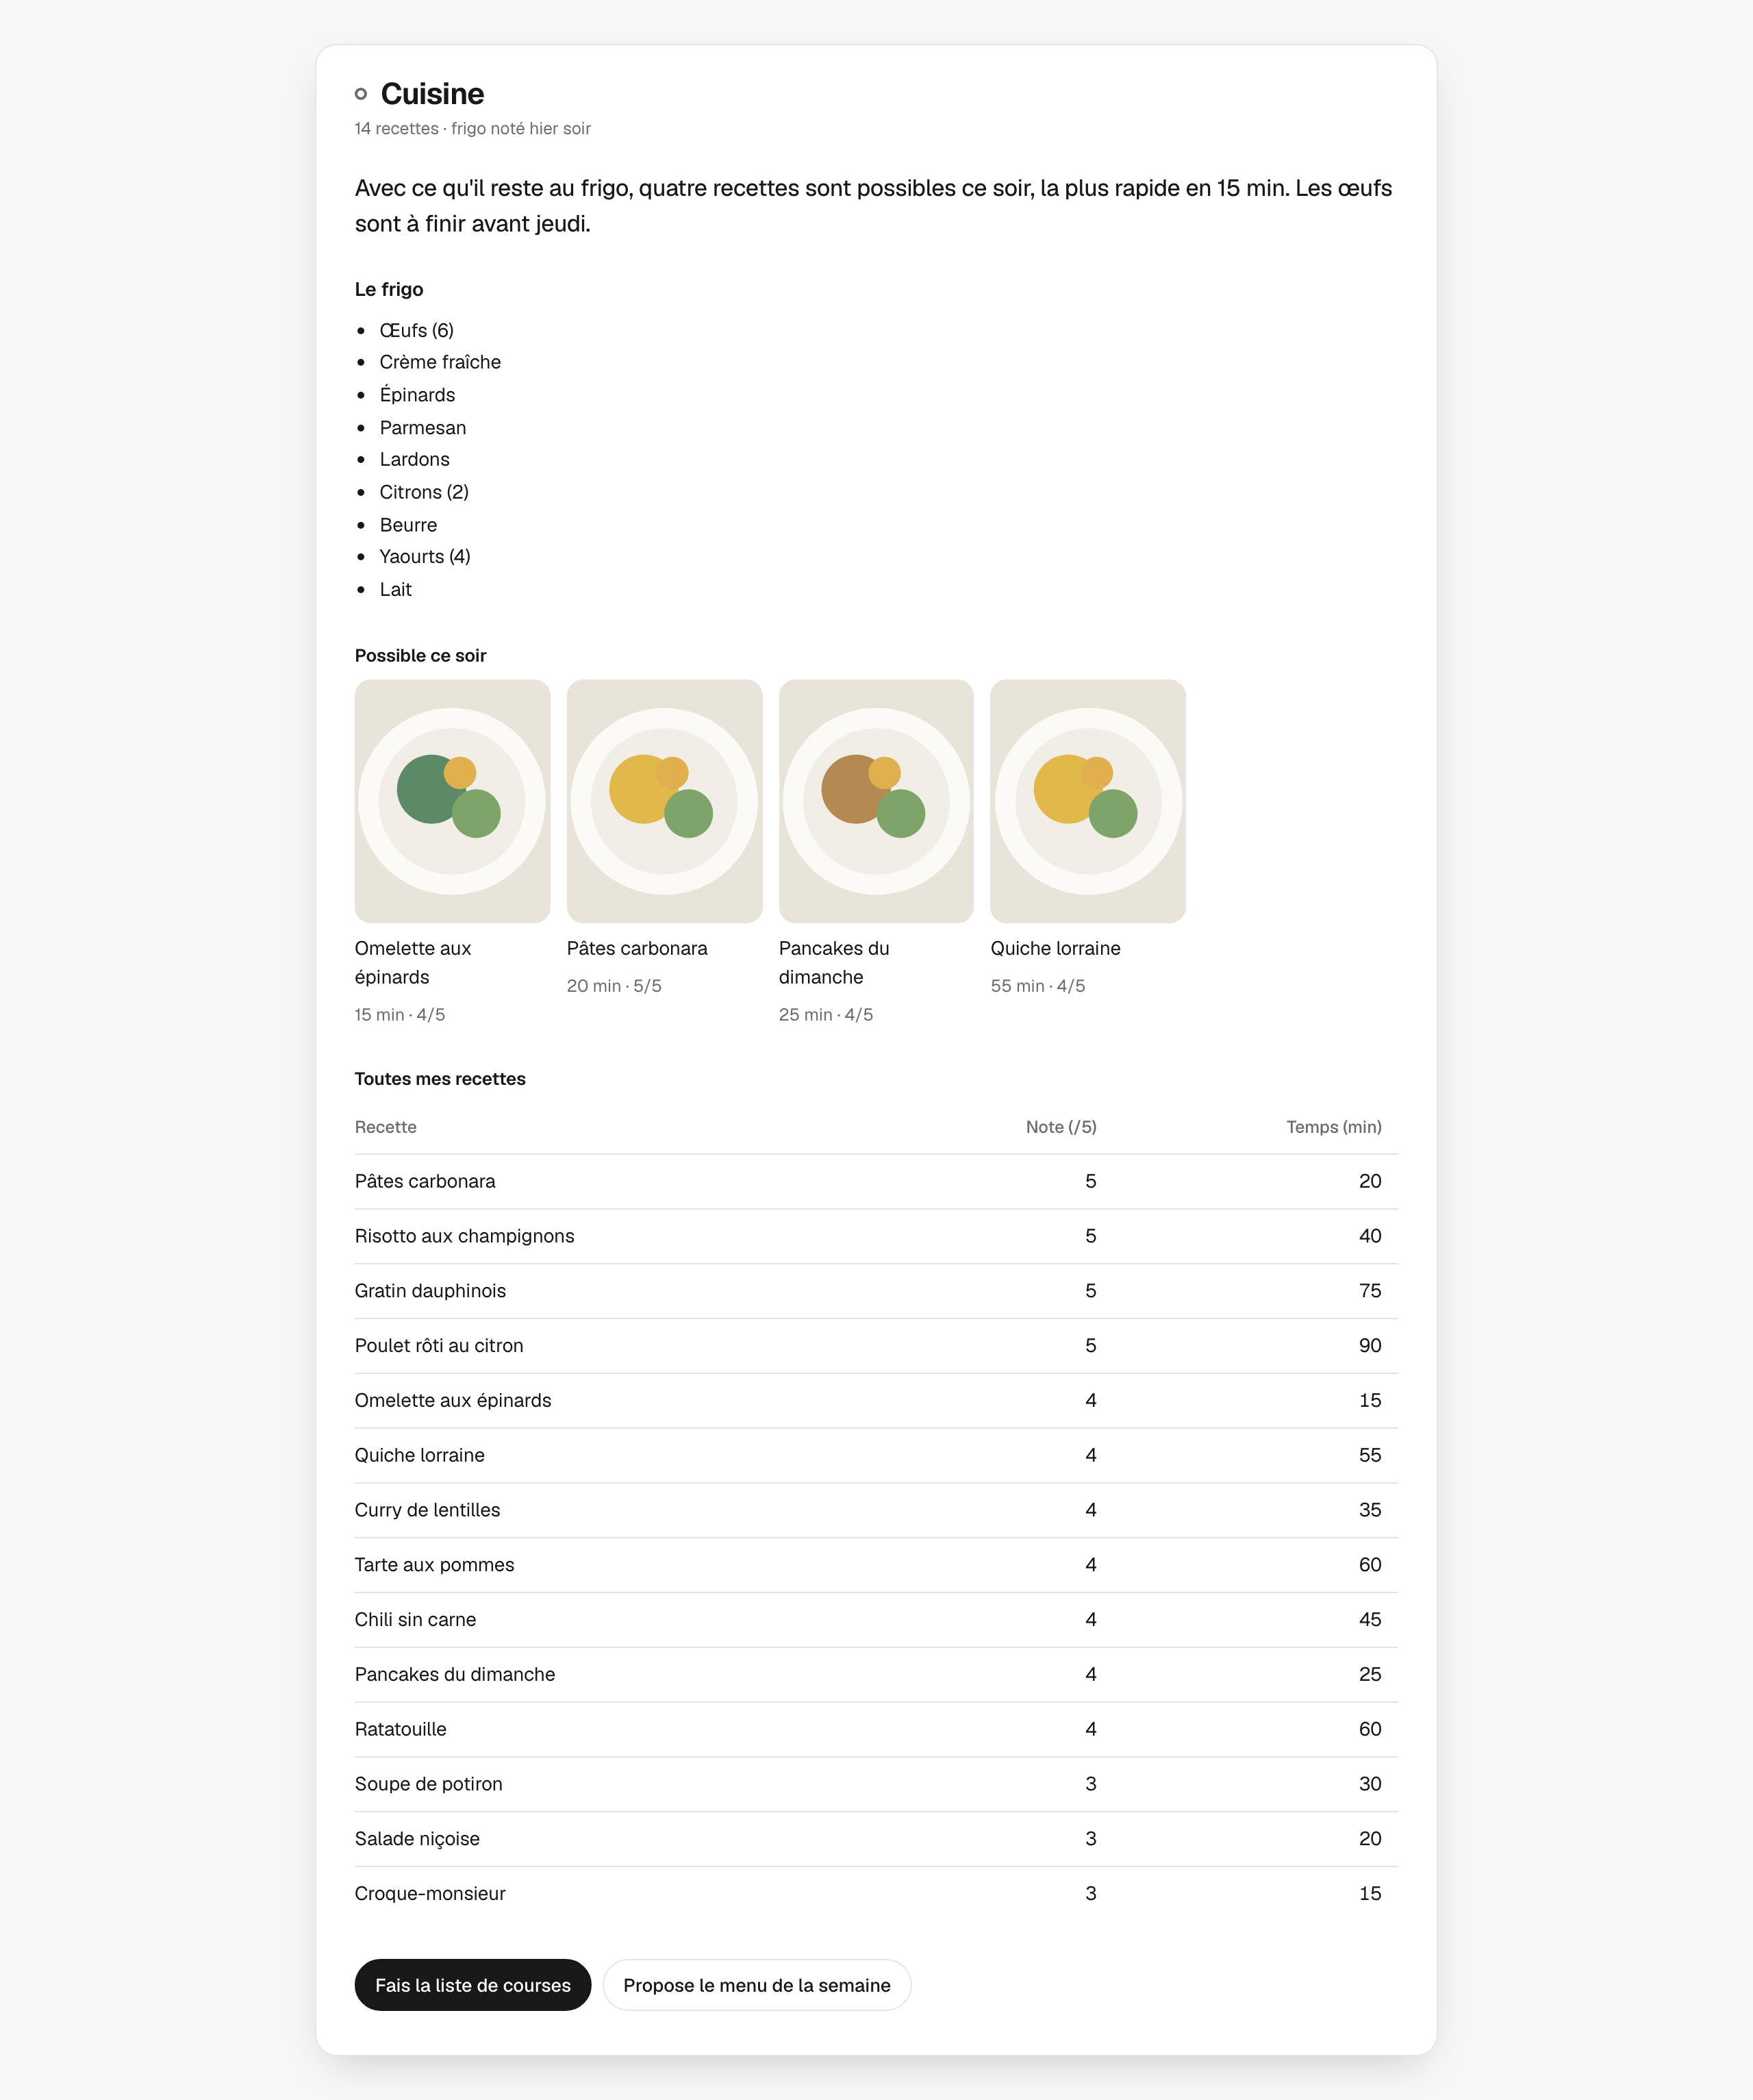 Cuisine
14 recettes · frigo noté hier soir
Avec ce qu'il reste au frigo, quatre recettes sont possibles ce soir, la plus rapide en 15 min. Les œufs
sont à finir avant jeudi.
Le frigo
• Œufs (6)
• Crème fraîche
• Épinards
• Parmesan
• Lardons
• Citrons (2)
• Beurre
• Yaourts (4)
• Lait
Possible ce soir
Omelette aux
épinards
15 min · 4/5
Pâtes carbonara
20 min · 5/5
Pancakes du
dimanche
25 min · 4/5
Quiche lorraine
55 min · 4/5
Toutes mes recettes
Recette Note (/5) Temps (min)
Pâtes carbonara 5 20
Risotto aux champignons 5 40
Gratin dauphinois 5 75
Poulet rôti au citron 5 90
Omelette aux épinards 4 15
Quiche lorraine 4 55
Curry de lentilles 4 35
Tarte aux pommes 4 60
Chili sin carne 4 45
Pancakes du dimanche 4 25
Ratatouille 4 60
Soupe de potiron 3 30
Salade niçoise 3 20
Croque-monsieur 3 15
Fais la liste de courses Propose le menu de la semaine